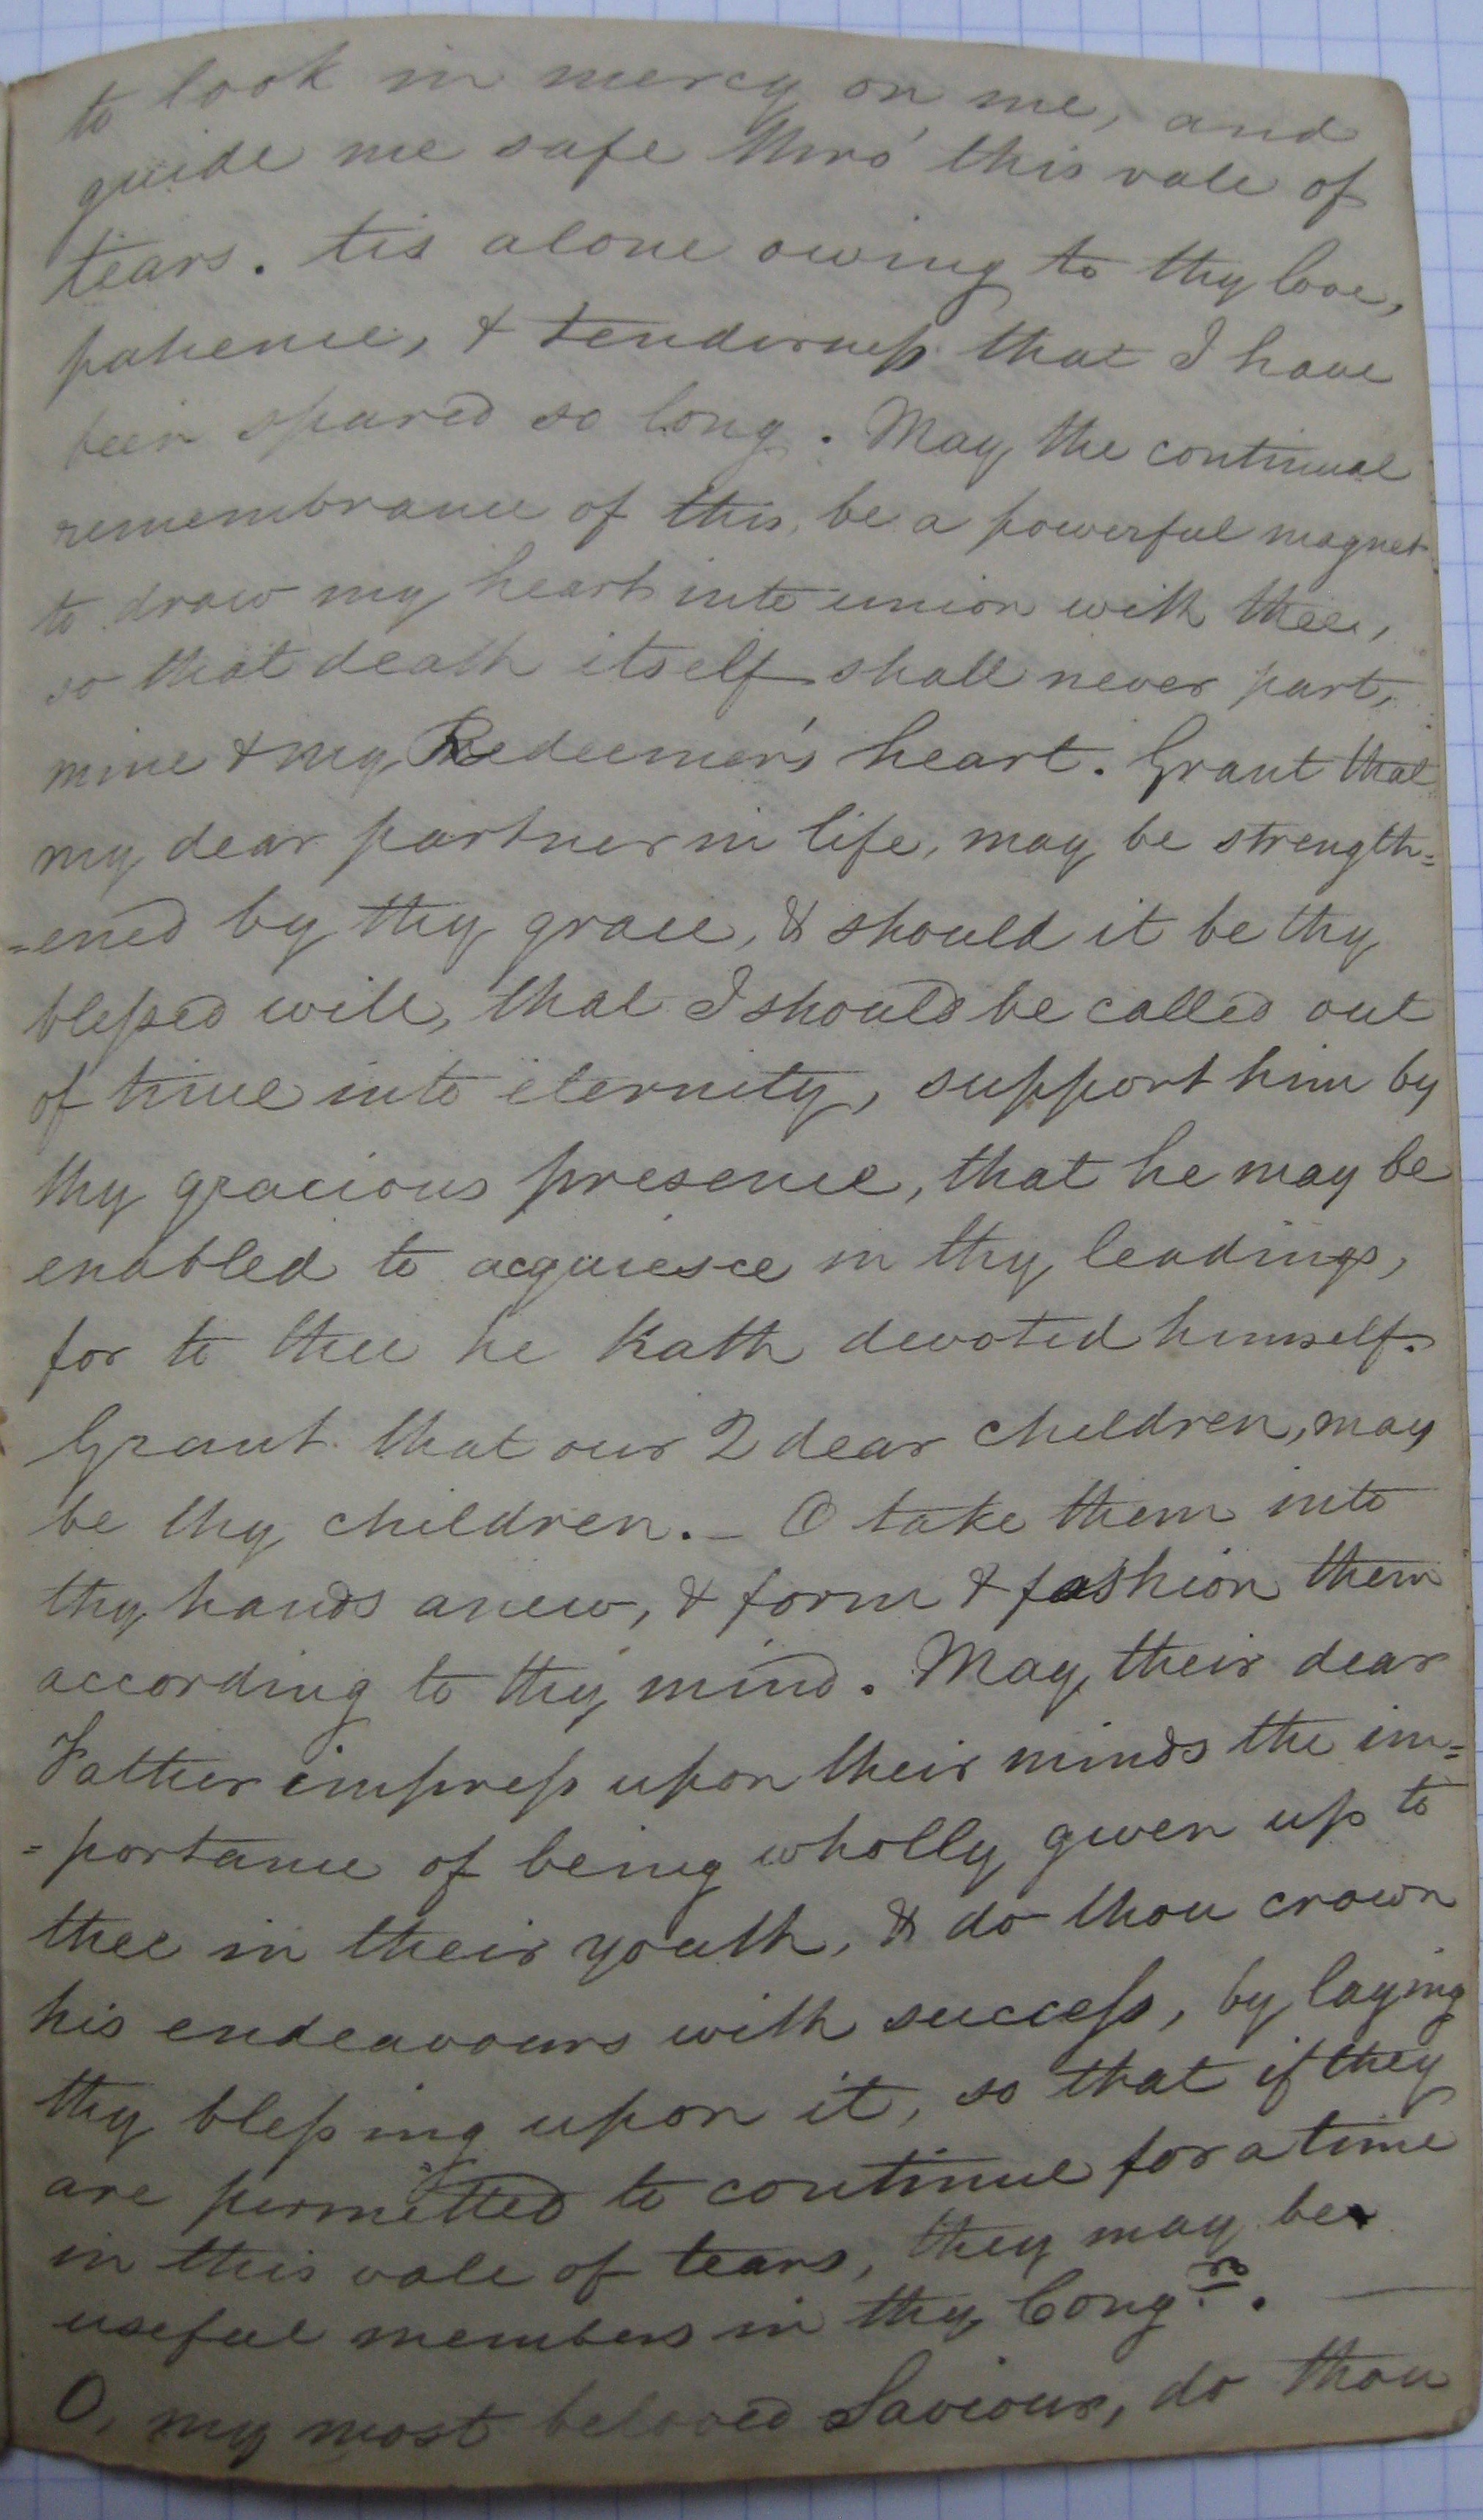 to look in mercy on me, and
guide me safe thro' this vale of
tears. tis alone owing to thy love,
patience, & tenderness that I have
been spared so long. May the continual
remembrance of this, be a powerful magnet
to draw my heart into union with thee,
so that death itself shall never part,
mine & my Redeemer's heart. Grant that
my dear partner in life, may be strength=
=ened by thy grace, & should it be thy
blessed will, that I should be called out
of time into eternity, support him by
thy gracious presence, that he may be
enabled to acquiesce in thy leadings,
for to thee he hath devoted himself.
Grant that our 2 dear children, may
be thy children. _ O take them into
thy hands anew, & form & fashion them
according to thy mind. May their dear
Father impress upon their minds the im=
=portance of being wholly given up to
thee in their youth, & do thou crown
his endeavours with success, by laying
thy blessing upon it, so that if they
are permitted to continue for a time
in this vale of tears, they may be
useful members in thy Congn. —
O, my most beloved Saviour, do thou